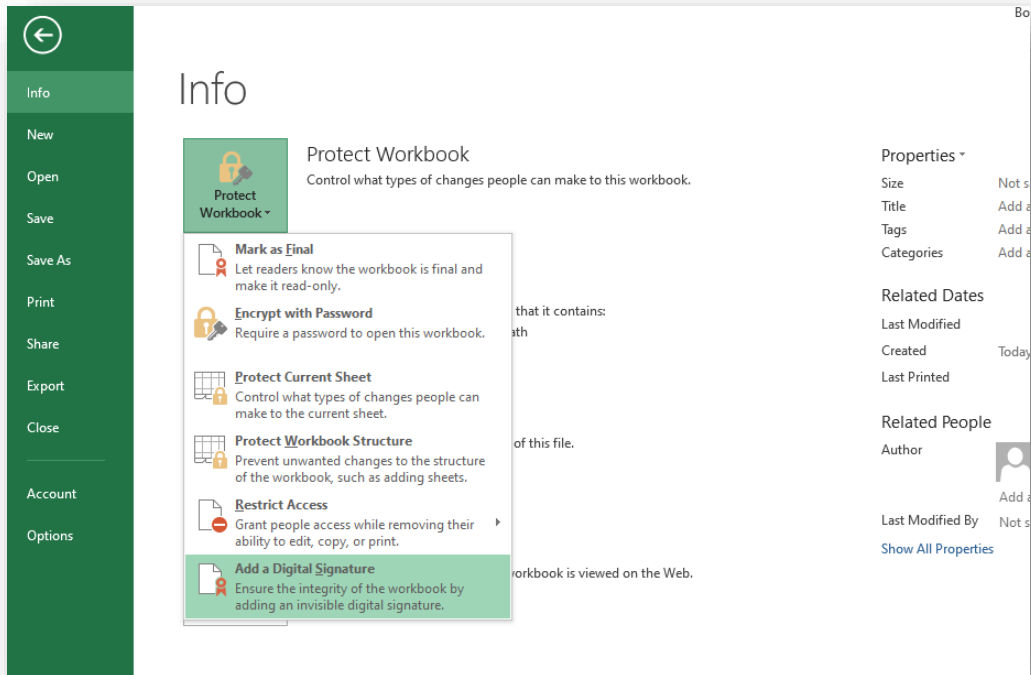 Bo
Info
New
Open
Save
Save As
Print
Share
Export
Close
Account
Options
Info
Protect
Workbook
Protect Workbook
Control what types of changes people can make to this workbook.
Mark as Final
Let readers know the workbook is final and
make it read-only.
Encrypt with Password
Require a password to open this workbook.
Protect Current Sheet
Control what types of changes people can
make to the current sheet.
Protect Workbook Structure
Prevent unwanted changes to the structure
of the workbook, such as adding sheets.
Restrict Access
Grant people access while removing their
ability to edit, copy, or print.
Add a Digital Signature
Ensure the integrity of the workbook by
adding an invisible digital signature.
that it contains:
ath
of this file.
workbook is viewed on the Web.
Properties
Size Not s
Title Add a
Tags Add a
Categories Add a
Related Dates
Last Modified
Created Today
Last Printed
Related People
Author
Add a
Last Modified By Not s
Show All Properties